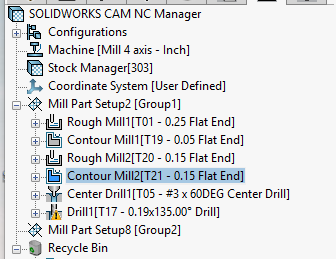 SOLIDWORKS CAM NC Manager
Configurations
Machine [Mill 4 axis - Inch]
Stock Manager[303]
Coordinate System [User Defined]
Mill Part Setup2 [Group1]
Rough Mill1[T01 - 0.25 Flat End]
Contour Mill1[T19 - 0.05 Flat End]
Rough Mill2[T20 - 0.15 Flat End]
Contour Mill2[T21 - 0.15 Flat End]
Center Drill1[T05 - #3 x 60DEG Center Drill]
Drill1[T17 - 0.19x135.00° Drill]
Mill Part Setup8 [Group2]
Recycle Bin